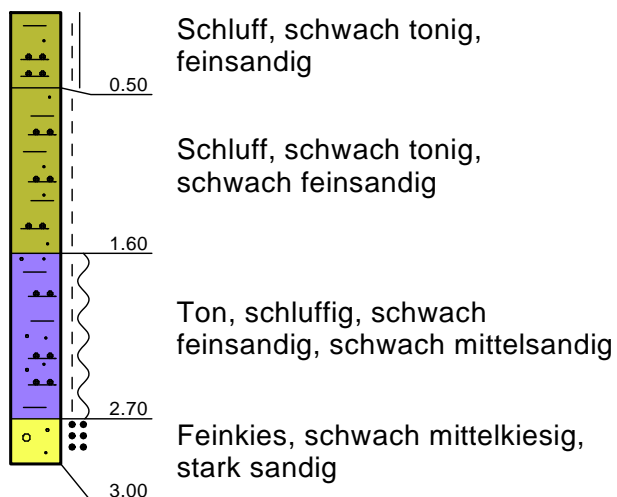 Schluff, schwach tonig,
feinsandig
0.50
Schluff, schwach tonig,
schwach feinsandig
1.60
Ton, schluffig, schwach
feinsandig, schwach mittelsandig
2.70
Feinkies, schwach mittelkiesig,
stark sandig
3.00